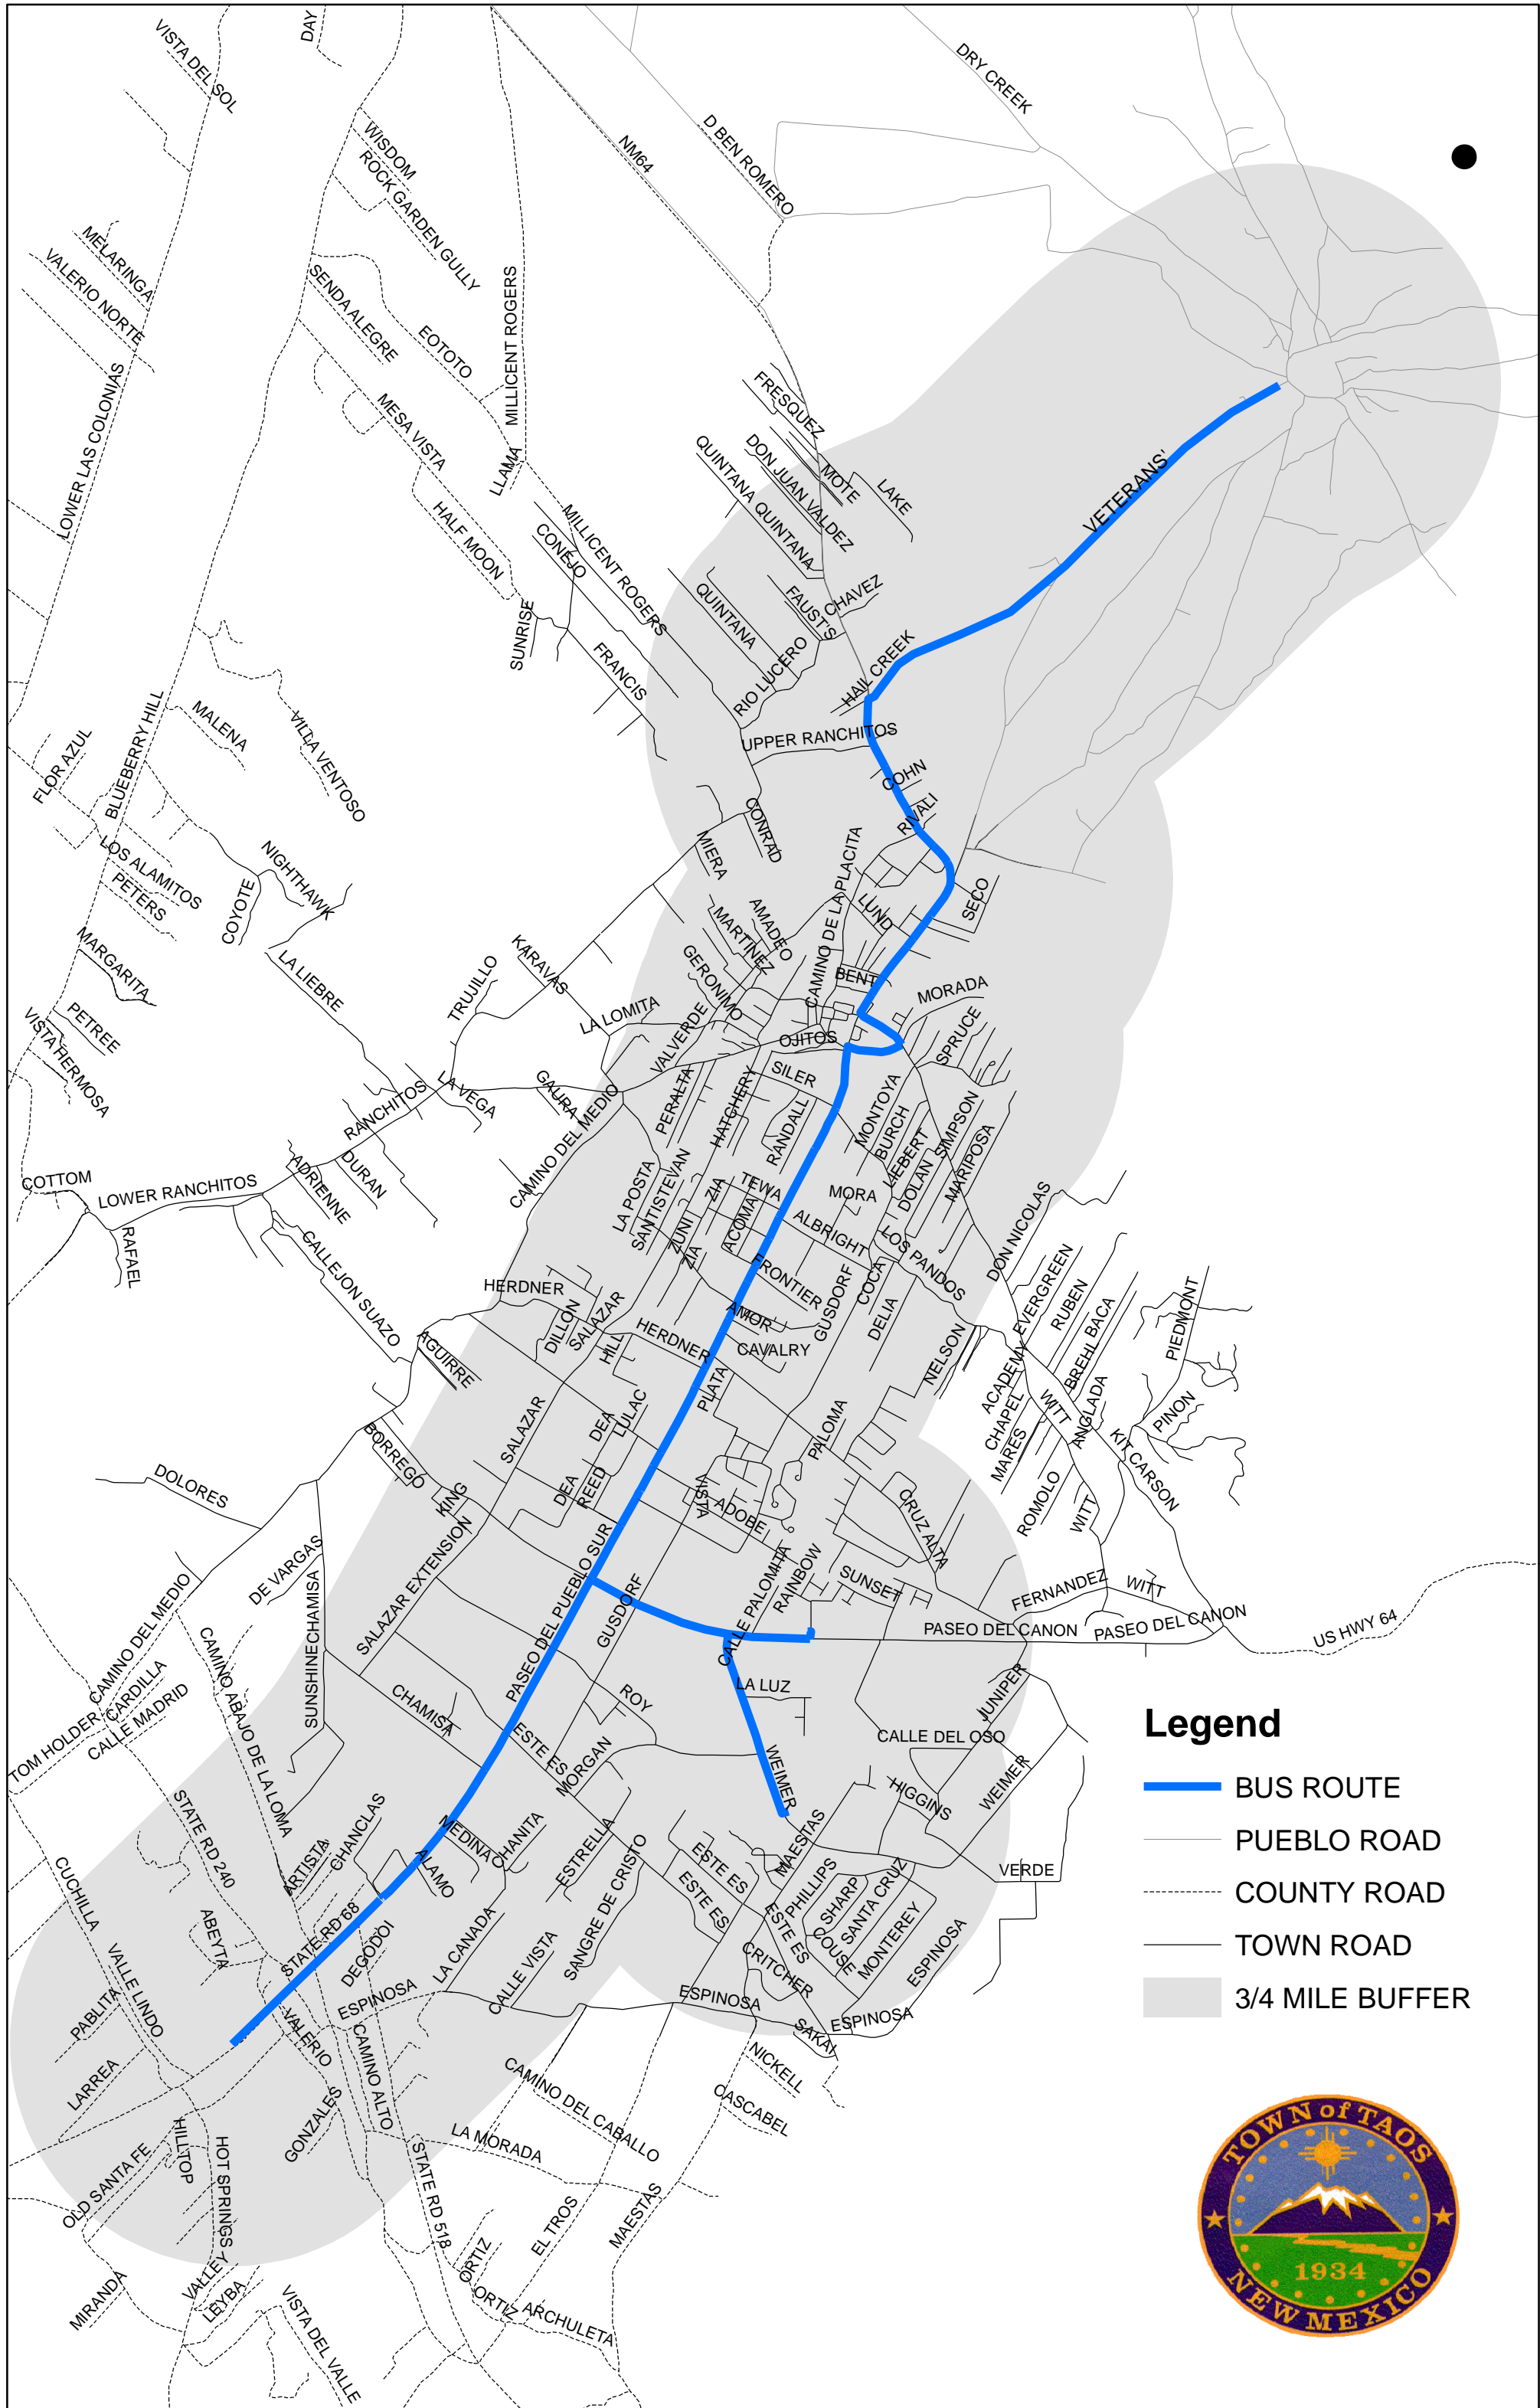 VISTA DEL SOL
DAY
DRY CREEK
WISDOM
ROCK GARDEN GULLY
NM64
D BEN ROMERO
MELARINGA
VALERIO NORTE
SENDA ALEGRE
EOTOTO
MILLICENT ROGERS
LOWER LAS COLONIAS
MESA VISTA
LLAMA
HALF MOON
CONEJO
MILLICENT ROGERS
FRESQUEZ
MOTE
LAKE
DON JUAN VALDEZ
QUINTANA
QUINTANA
VETERANS'
SUNRISE
FRANCIS
QUINTANA
FAUST'S
CHAVEZ
RIO LUCERO
HAIL CREEK
UPPER RANCHITOS
FLOR AZUL
BLUEBERRY HILL
MALENA
VILLA VENTOSO
COHN
RIVALI
CONRAD
MIERA
LOS ALAMITOS
PETERS
COYOTE
NIGHTHAWK
CAMINO DE LA PLACITA
LUND
SECO
MARGARITA
LA LIEBRE
TRUJILLO
KARAVAS
AMADEO
MARTINEZ
GERONIMO
BENT
MORADA
PETREE
VISTA HERMOSA
LA LOMITA
VALVERDE
OJITOS
SPRUCE
LA VEGA
RANCHITOS
GAURA
CAMINO DEL MEDIO
PERALTA
HATCHERY
SILER
RANDALL
MONTOYA
BURCH
LIEBERT
DOLAN
SIMPSON
MARIPOSA
COTTOM
LOWER RANCHITOS
ADRIENNE
DURAN
RAFAEL
CALLEJON SUAZO
LA POSTA
SANTISTEVAN
ZUNI
ZIA
ZIA
TEWA
ACOMA
MORA
ALBRIGHT
LOS PANDOS
DON NICOLAS
FRONTIER
GUSDORF
COCA
DELIA
EVERGREEN
RUBEN
BREHL BACA
PIEDMONT
HERDNER
DILLON
SALAZAR
HILL
HERDNER
AMOR
CAVALRY
NELSON
ACADEMY
CHAPEL
MARES
WITT
ANGLADA
PINON
KIT CARSON
AGUIRRE
PLATA
BORREGO
SALAZAR
DEA
LULAC
PALOMA
DOLORES
KING
DEA
REED
VISTA
ADOBE
CRUZ ALTA
ROMOLO
WITT
DE VARGAS
SALAZAR EXTENSION
PASEO DEL PUEBLO SUR
GUSDORF
CALLE PALOMITA
RAINBOW
SUNSET
FERNANDEZ
WITT
PASEO DEL CANON
PASEO DEL CANON
US HWY 64
CAMINO DEL MEDIO
SUNSHINECHAMISA
CAMINO ABAJO DE LA LOMA
TOM HOLDER
CARDILLA
CALLE MADRID
CHAMISA
ROY
ESTE ES
MORGAN
LA LUZ
WEIMER
JUNIPER
CALLE DEL OSO
HIGGINS
WEIMER
STATE RD 240
CHANCLAS
ARTISTA
ALAMO
MEDINA
CHANITA
ESTRELLA
SANGRE DE CRISTO
ESTE ES
ESTE ES
MAESTAS
PHILLIPS
SHARP
SANTA CRUZ
ESTE ES
COUSE
MONTEREY
VERDE
ESPINOSA
CUCHILLA
ABEYTA
STATE RD 68
DEGODOI
LA CANADA
CALLE VISTA
CRITCHER
VALLE LINDO
PABLITA
ESPINOSA
ESPINOSA
ESPINOSA
SAKAI
NICKELL
VALERIO
CAMINO ALTO
LARREA
CAMINO DEL CABALLO
CASCABEL
GONZALES
LA MORADA
HILLTOP
HOT SPRINGS
OLD SANTA FE
STATE RD 518
EL TROS
MAESTAS
ORTIZ
ORTIZ
ARCHULETA
MIRANDA
VALLEY
LEYBA
VISTA DEL VALLE
Legend
BUS ROUTE
PUEBLO ROAD
COUNTY ROAD
TOWN ROAD
3/4 MILE BUFFER
TOWN of TAOS
1934
NEW MEXICO